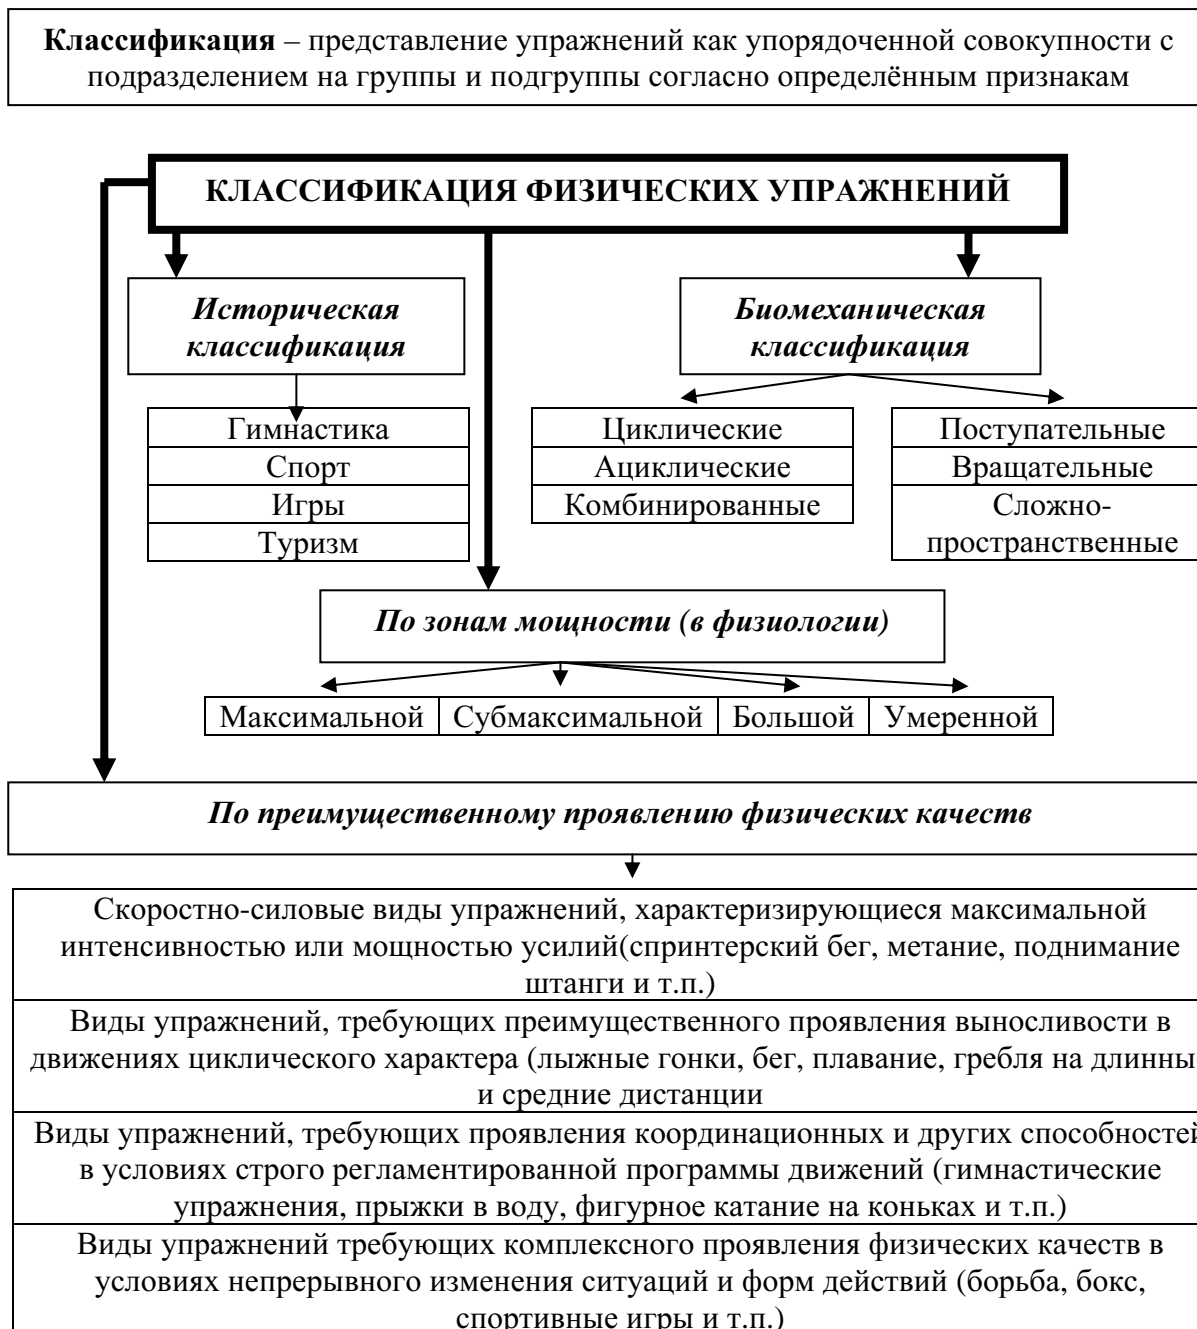 Классификация – представление упражнений как упорядоченной совокупности с
подразделением на группы и подгруппы согласно определённым признакам
КЛАССИФИКАЦИЯ ФИЗИЧЕСКИХ УПРАЖНЕНИЙ
Историческая
классификация
Биомеханическая
классификация
Гимнастика
Спорт
Игры
Туризм
Циклические
Ациклические
Комбинированные
Поступательные
Вращательные
Сложно-
пространственные
По зонам мощности (в физиологии)
Максимальной
Субмаксимальной
Большой
Умеренной
По преимущественному проявлению физических качеств
Скоростно-силовые виды упражнений, характеризирующиеся максимальной
интенсивностью или мощностью усилий(спринтерский бег, метание, поднимание
штанги и т.п.)
Виды упражнений, требующих преимущественного проявления выносливости в
движениях циклического характера (лыжные гонки, бег, плавание, гребля на длинны
и средние дистанции
Виды упражнений, требующих проявления координационных и других способностей
в условиях строго регламентированной программы движений (гимнастические
упражнения, прыжки в воду, фигурное катание на коньках и т.п.)
Виды упражнений требующих комплексного проявления физических качеств в
условиях непрерывного изменения ситуаций и форм действий (борьба, бокс,
спортивные игры и т.п.)